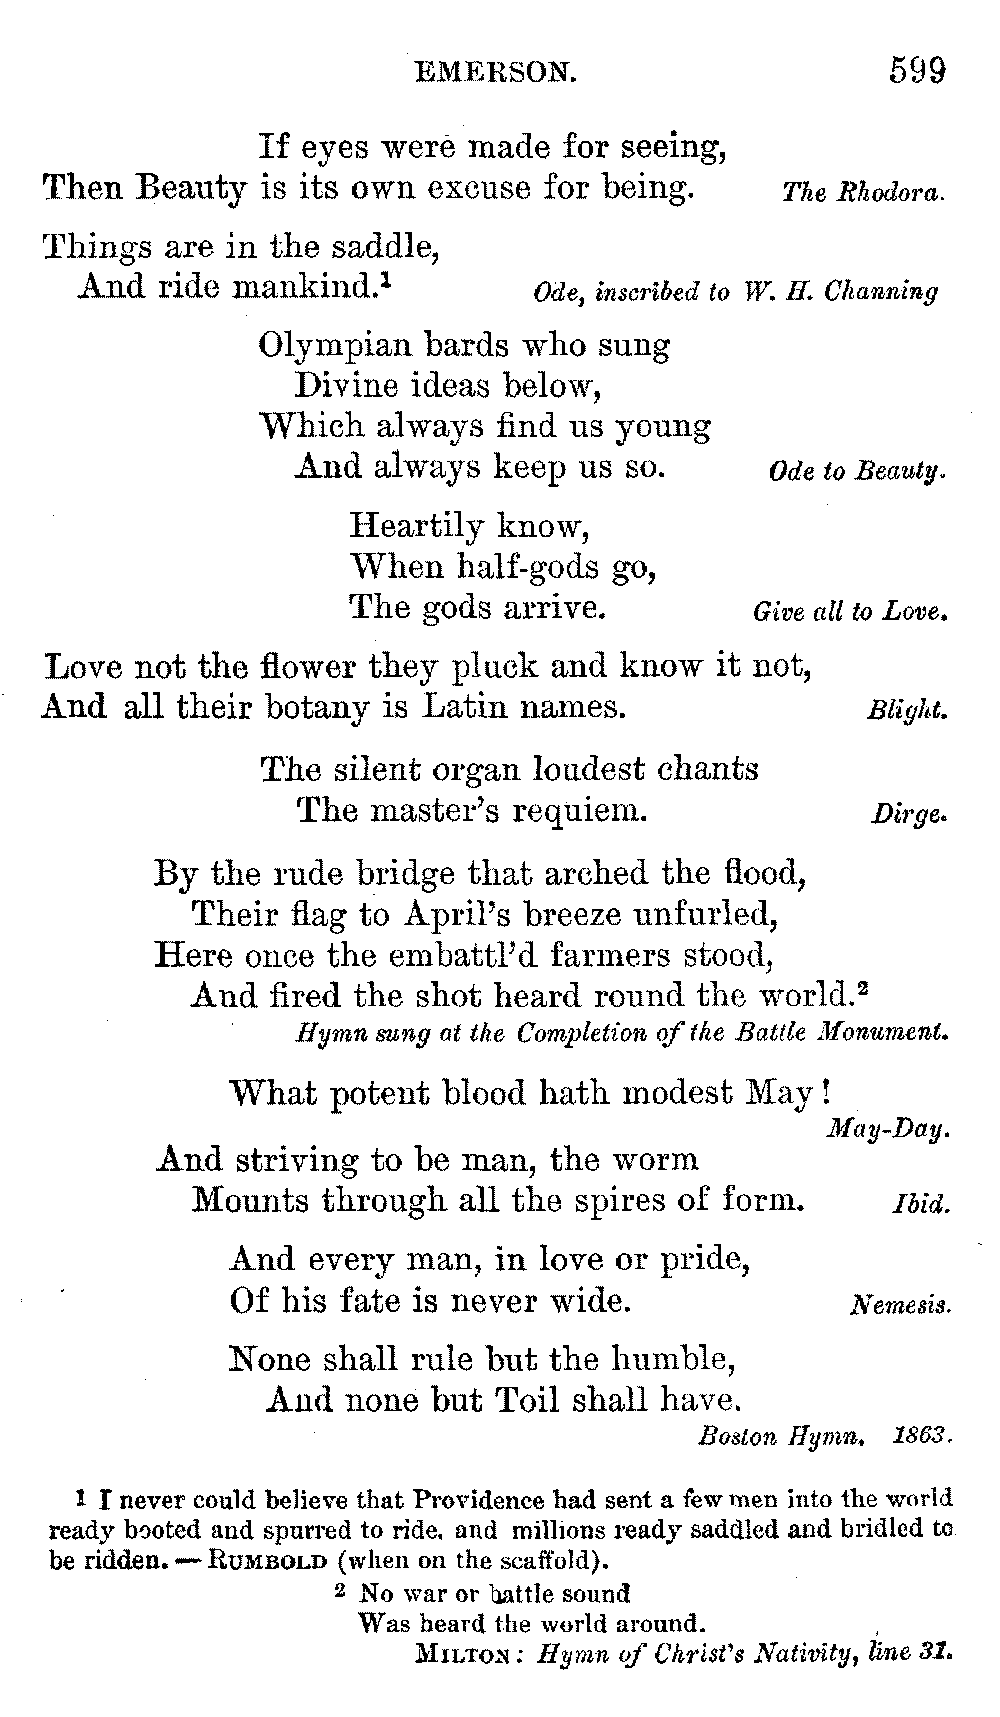 EMERSON. 599
If eyes were made for seeing,
Then Beauty is its own excuse for being. The Rhodora.
Things are in the saddle,
And ride mankind.¹ Ode, inscribed to W. H. Channing
Olympian bards who sung
Divine ideas below,
Which always find us young
And always keep us so. Ode to Beauty.
Heartily know,
When half-gods go,
The gods arrive. Give all to Love.
Love not the flower they pluck and know it not,
And all their botany is Latin names. Blight.
The silent organ loudest chants
The master's requiem. Dirge.
By the rude bridge that arched the flood,
Their flag to April's breeze unfurled,
Here once the embattl'd farmers stood,
And fired the shot heard round the world.²
Hymn sung at the Completion of the Battle Monument.
What potent blood hath modest May!
May-Day.
And striving to be man, the worm
Mounts through all the spires of form. Ibid.
And every man, in love or pride,
Of his fate is never wide. Nemesis.
None shall rule but the humble,
And none but Toil shall have.
Boston Hymn. 1863.
1 I never could believe that Providence had sent a few men into the world
ready booted and spurred to ride, and millions ready saddled and bridled to
be ridden. — RUMBOLD (when on the scaffold).
2 No war or battle sound
Was heard the world around.
MILTON: Hymn of Christ's Nativity, line 31.